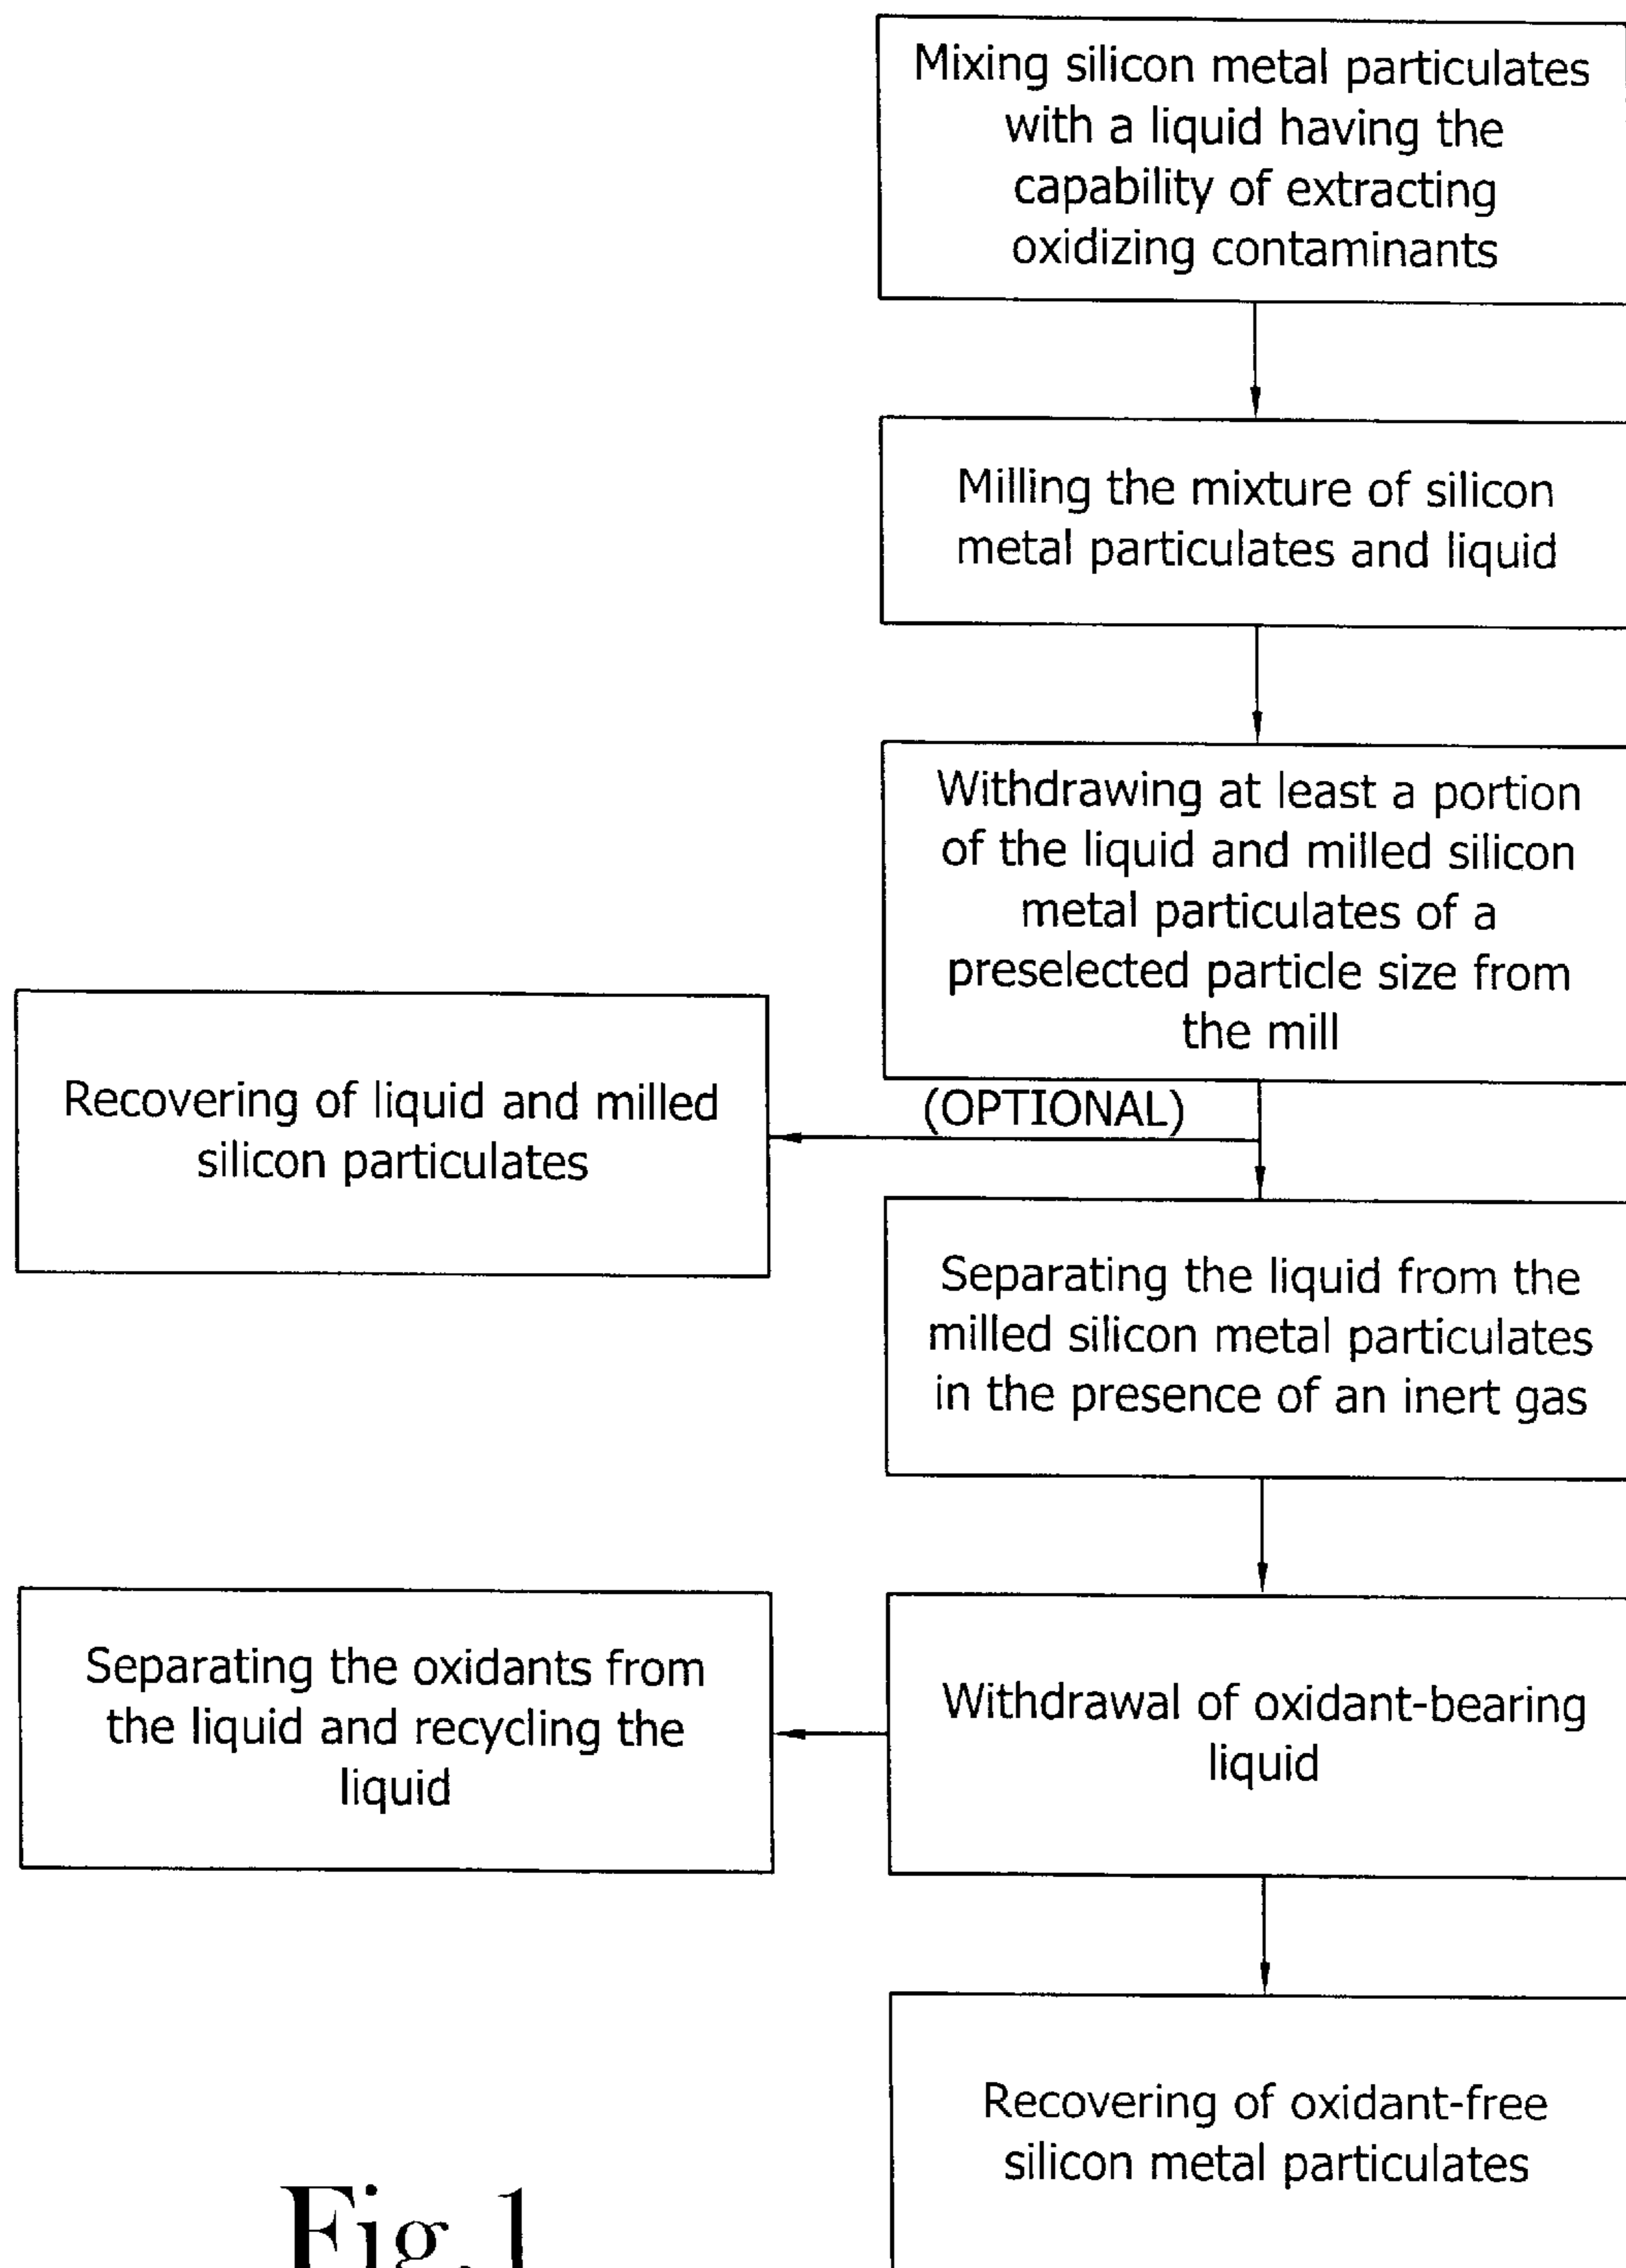 Mixing silicon metal particulates
with a liquid having the
capability of extracting
oxidizing contaminants
Milling the mixture of silicon
metal particulates and liquid
Withdrawing at least a portion
of the liquid and milled silicon
metal particulates of a
preselected particle size from
the mill
(OPTIONAL)
Recovering of liquid and milled
silicon particulates
Separating the liquid from the
milled silicon metal particulates
in the presence of an inert gas
Withdrawal of oxidant-bearing
liquid
Separating the oxidants from
the liquid and recycling the
liquid
Recovering of oxidant-free
silicon metal particulates
Fig.1